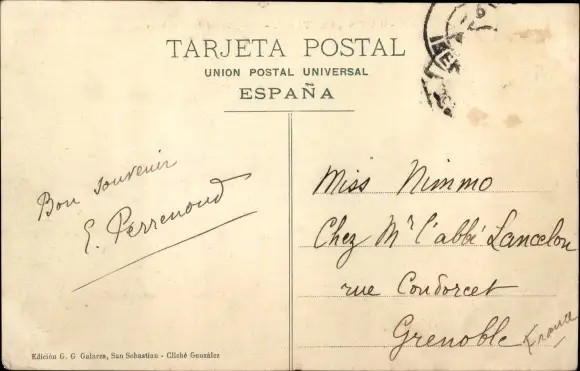 TARJETA POSTAL
UNION POSTAL UNIVERSAL
ESPAÑA
Bon souvenir
E. Perrenoud
Miss Nimmo
Chez Mr l'abbé Lancelon
rue Condorcet
Grenoble France
Edición G. G Galarza, San Sebastian - Cliché González